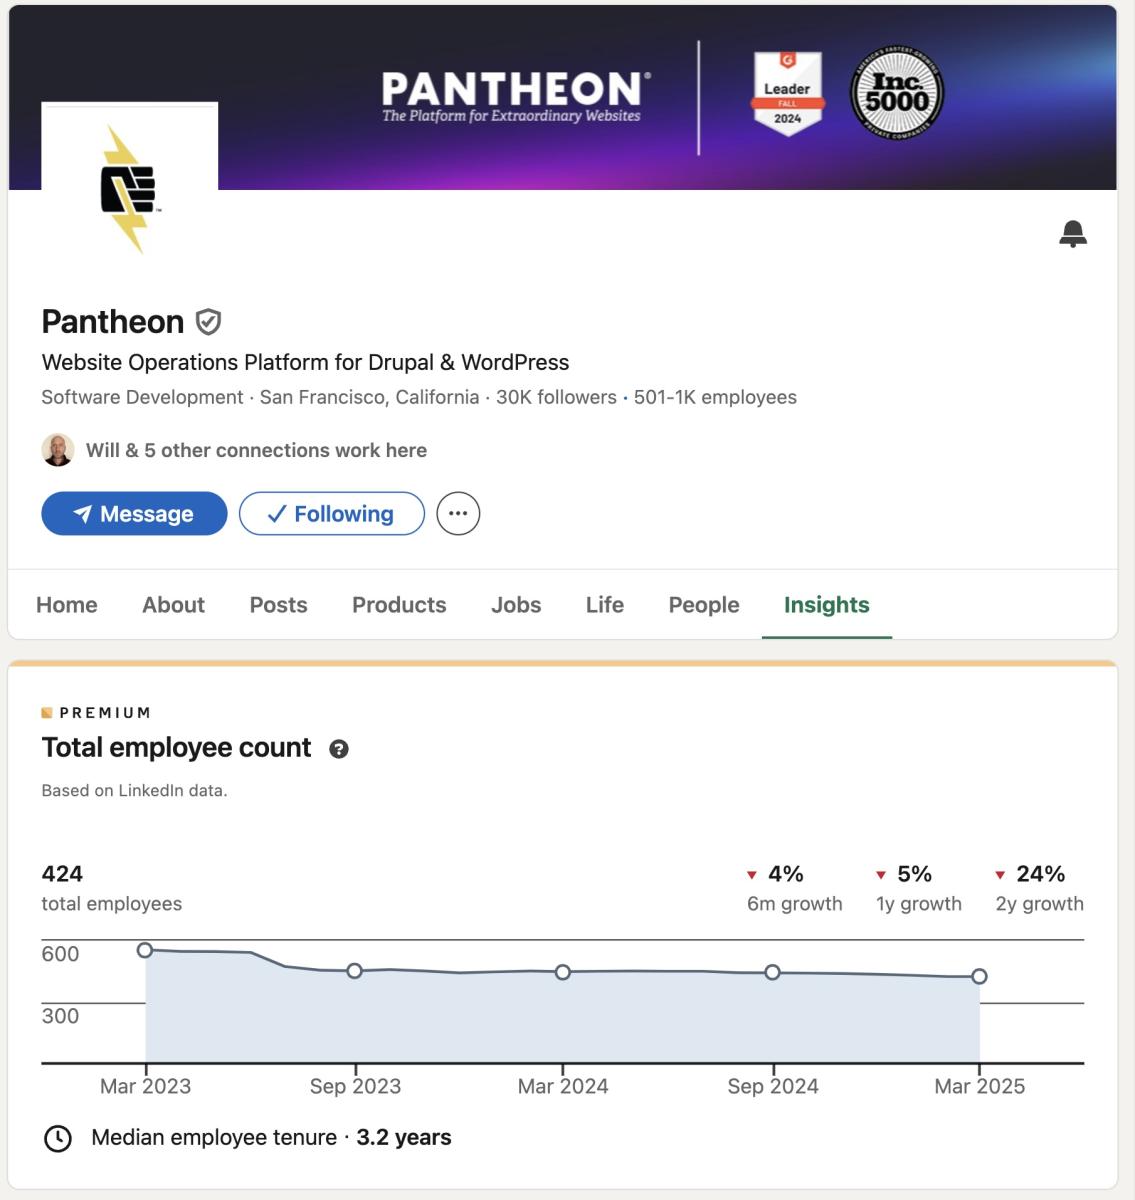 PANTHEON®
The Platform for Extraordinary Websites
G
Leader
FALL
2024
AMERICA'S FASTEST-GROWING
Inc.
5000
PRIVATE COMPANIES
™
Pantheon
Website Operations Platform for Drupal & WordPress
Software Development · San Francisco, California · 30K followers · 501-1K employees
Will & 5 other connections work here
Message
Following
Home About Posts Products Jobs Life People Insights
PREMIUM
Total employee count ?
Based on LinkedIn data.
424 ▼ 4% ▼ 5% ▼ 24%
total employees 6m growth 1y growth 2y growth
600
300
Mar 2023 Sep 2023 Mar 2024 Sep 2024 Mar 2025
Median employee tenure · 3.2 years